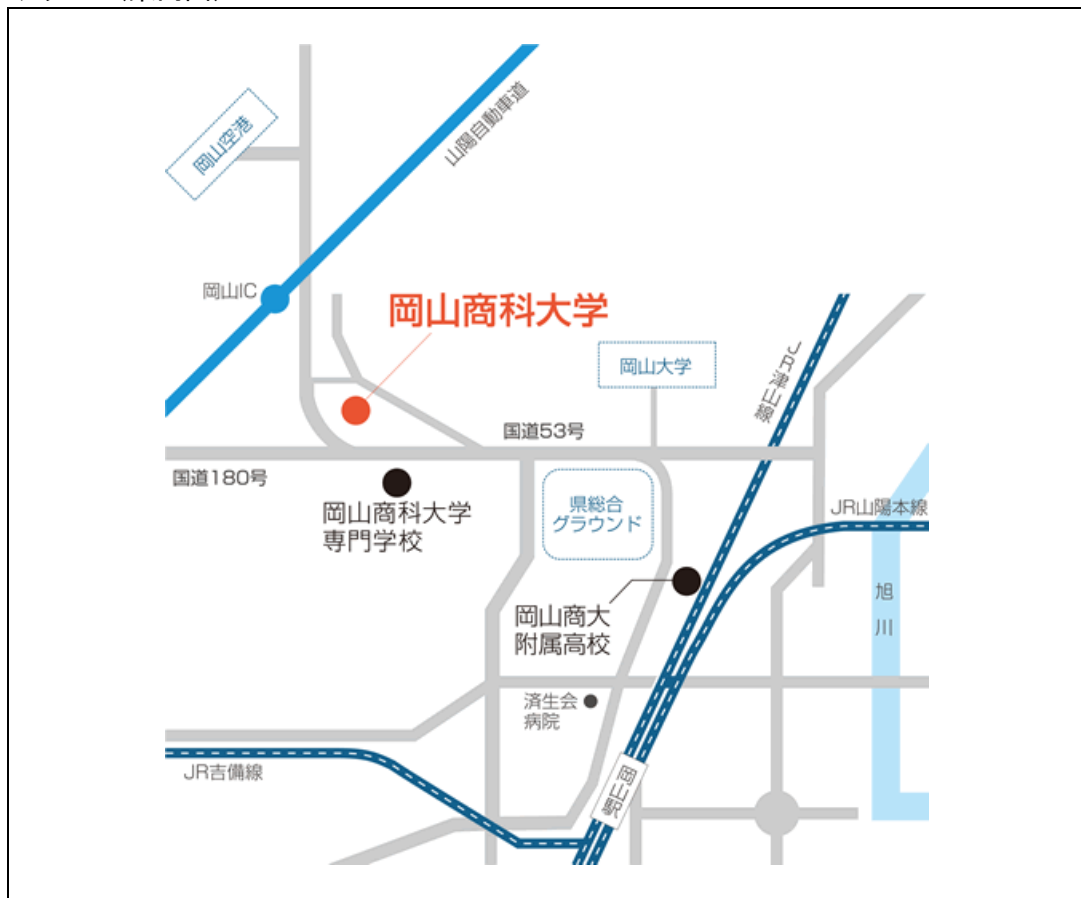 山陽自動車道
岡山空港
岡山IC
岡山商科大学
岡山大学
JR津山線
国道53号
国道180号
岡山商科大学
専門学校
県総合
グラウンド
JR山陽本線
旭川
岡山商大
附属高校
済生会
病院
JR吉備線
岡山駅